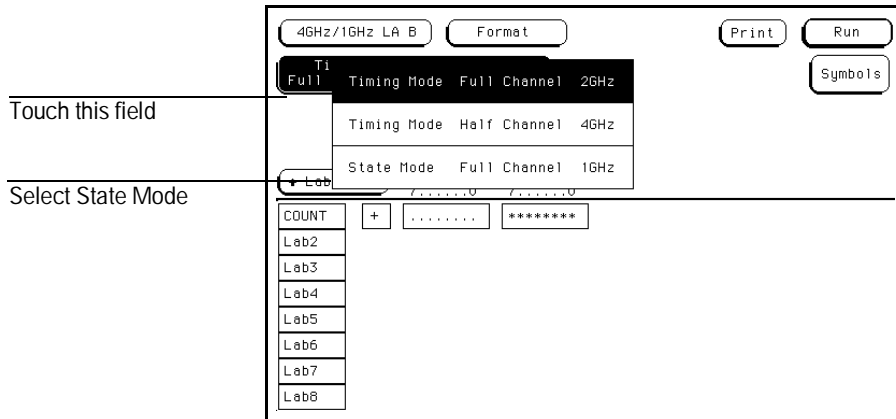 4GHz/1GHz LA B Format Print Run
Ti
Full
Symbols
Timing Mode Full Channel 2GHz
Touch this field
Timing Mode Half Channel 4GHz
State Mode Full Channel 1GHz
Select State Mode
Lab
7......0 7......0
COUNT + ........ ********
Lab2
Lab3
Lab4
Lab5
Lab6
Lab7
Lab8